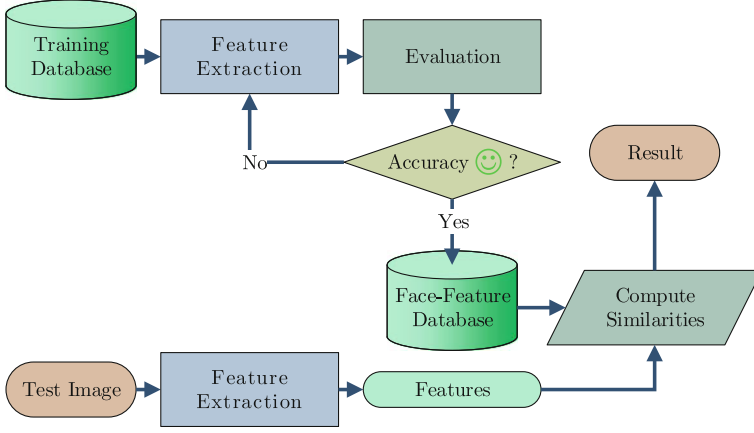 Training
Database
Feature
Extraction
Evaluation
No
Accuracy ?
Result
Yes
Face-Feature
Database
Compute
Similarities
Test Image
Feature
Extraction
Features